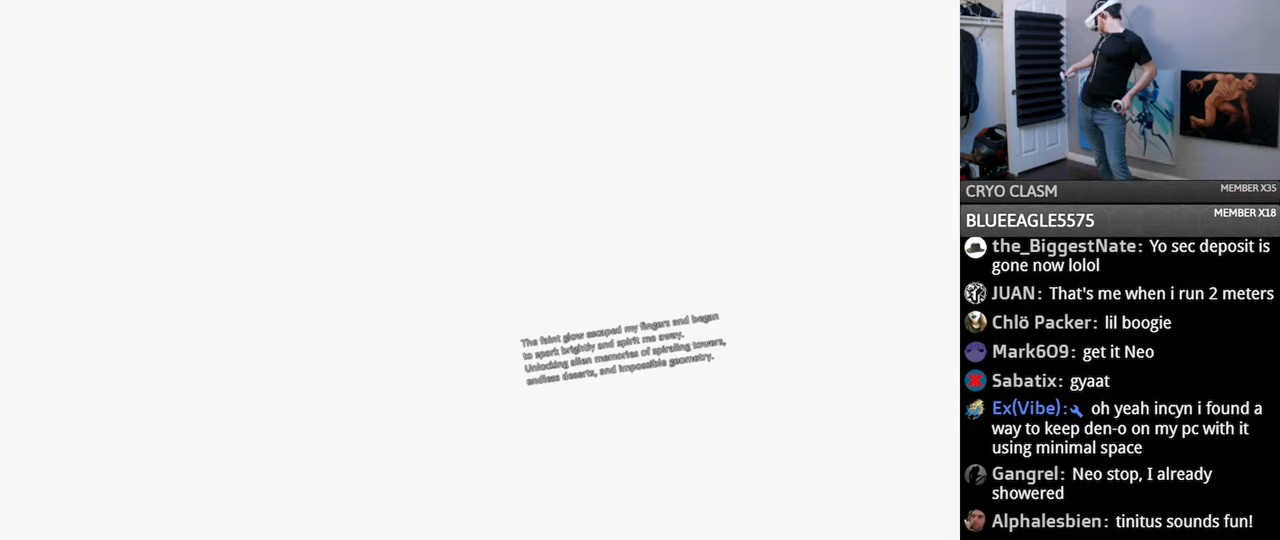 The faint glow escaped my fingers and began
to spark brightly and spirit me away.
Unlocking alien memories of spiraling towers,
endless deserts, and impossible geometry.
CRYO CLASM
MEMBER X35
BLUEEAGLE5575
MEMBER X18
the_BiggestNate: Yo sec deposit is
gone now lolol
JUAN: That's me when i run 2 meters
Chlö Packer: lil boogie
Mark609: get it Neo
Sabatix: gyaat
Ex(Vibe): oh yeah incyn i found a
way to keep den-o on my pc with it
using minimal space
Gangrel: Neo stop, I already
showered
Alphalesbien: tinitus sounds fun!